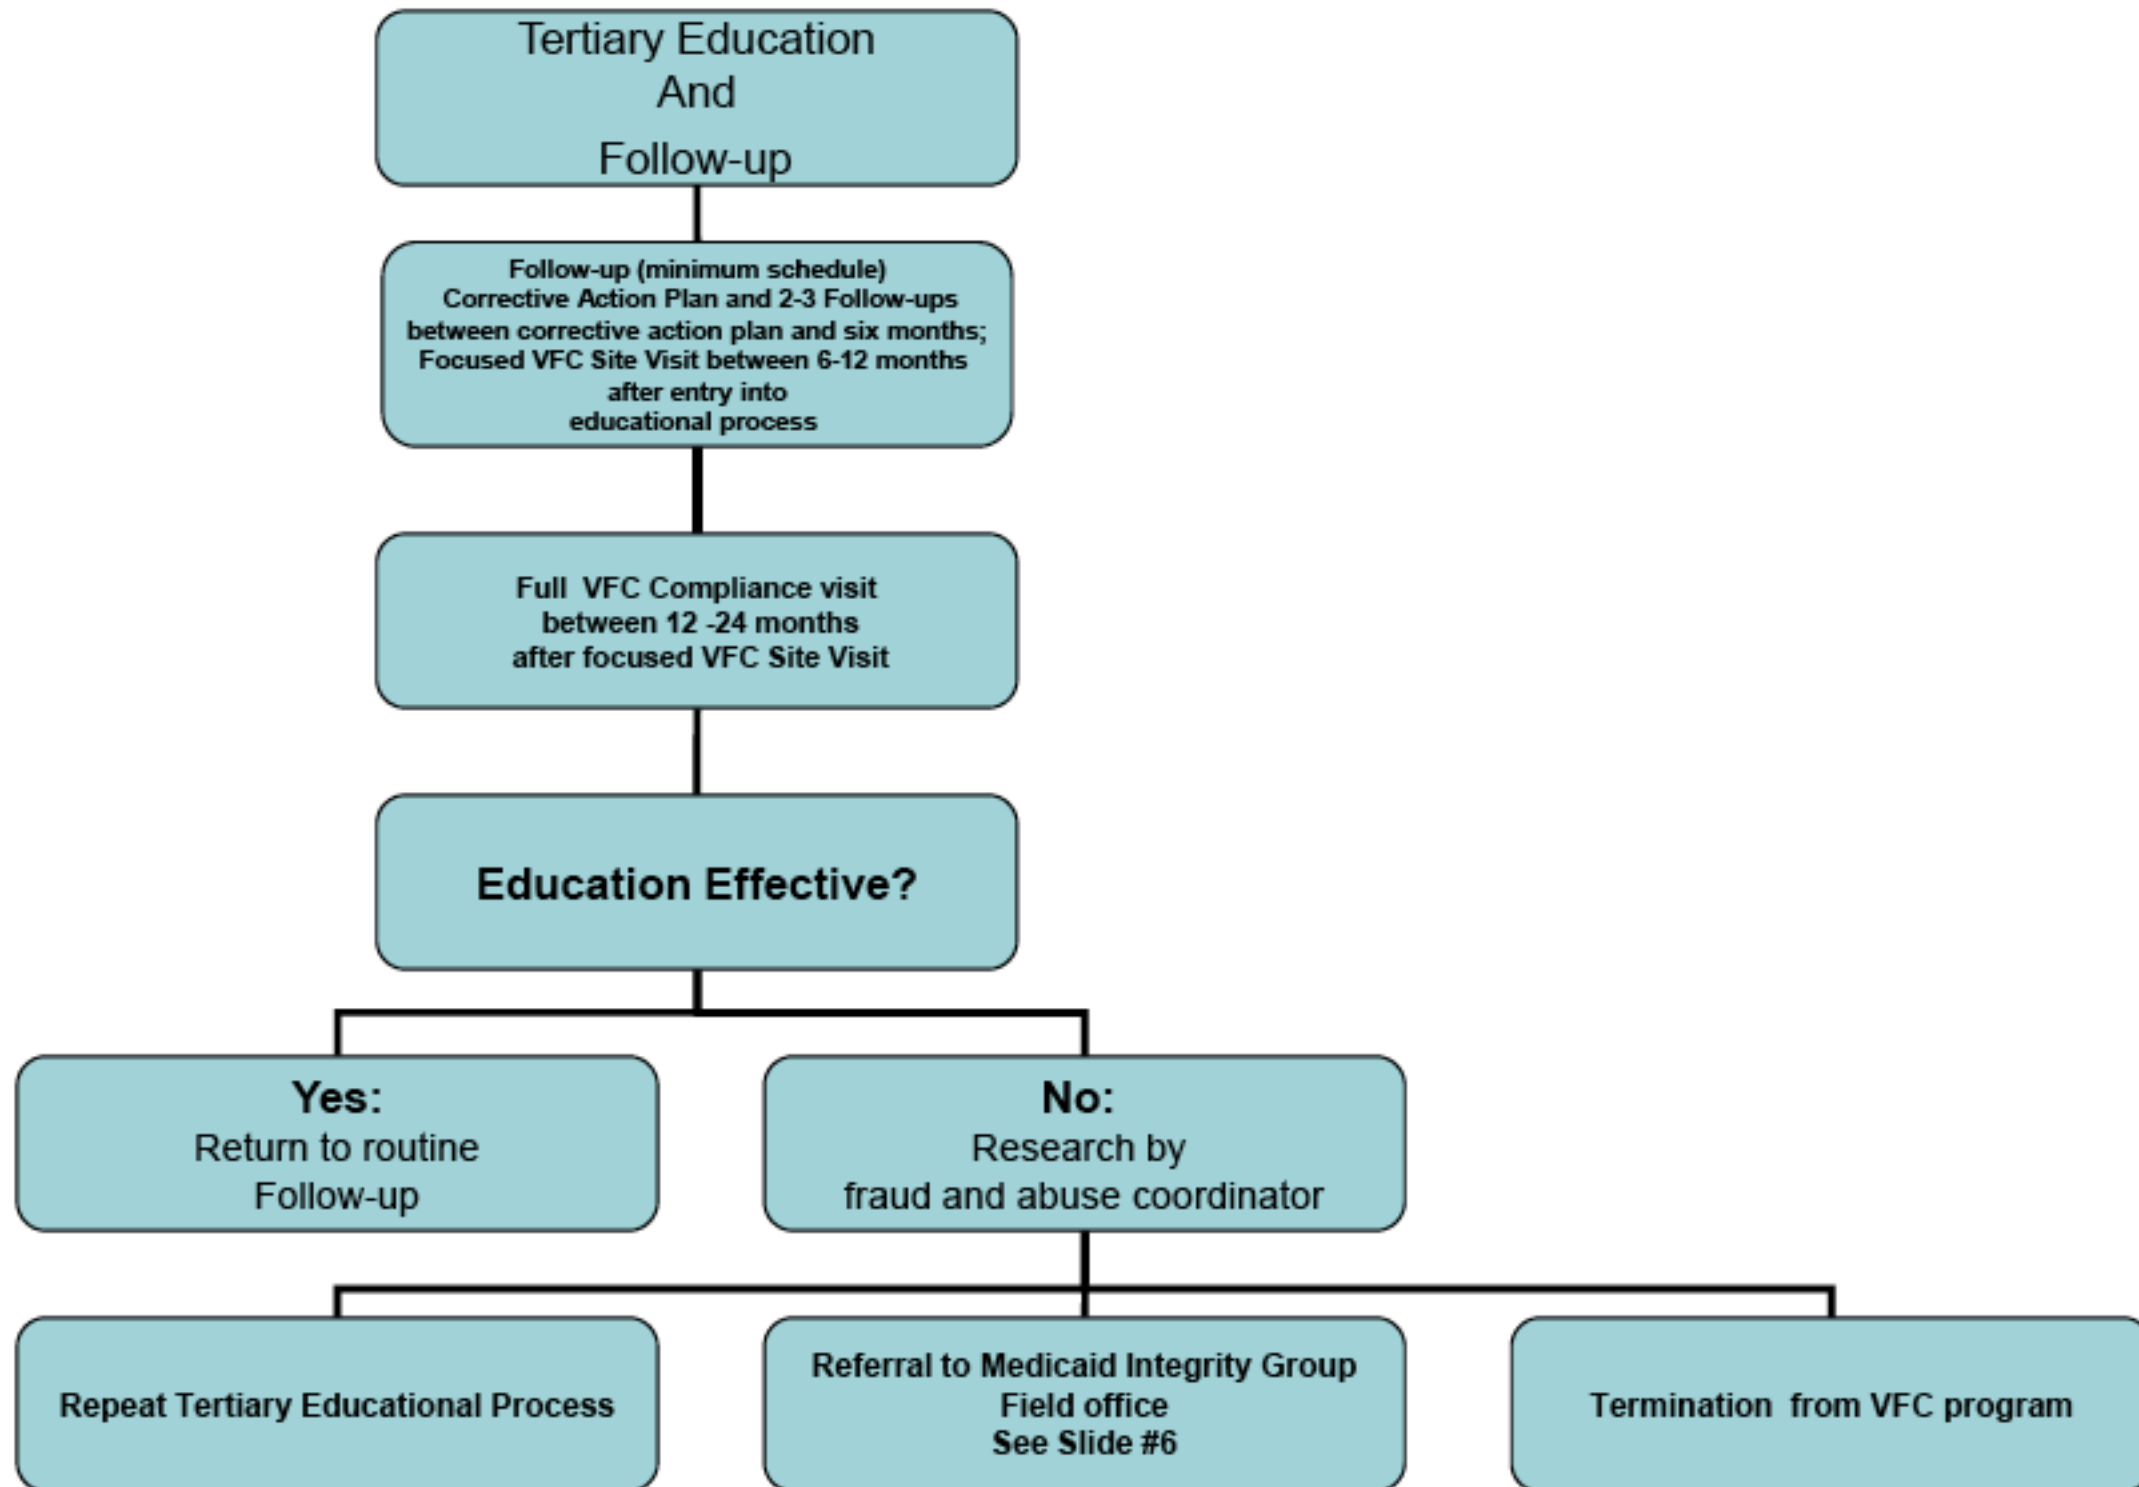 Tertiary Education
And
Follow-up
Follow-up (minimum schedule)
Corrective Action Plan and 2-3 Follow-ups
between corrective action plan and six months;
Focused VFC Site Visit between 6-12 months
after entry into
educational process
Full VFC Compliance visit
between 12 -24 months
after focused VFC Site Visit
Education Effective?
Yes:
Return to routine
Follow-up
No:
Research by
fraud and abuse coordinator
Repeat Tertiary Educational Process
Referral to Medicaid Integrity Group
Field office
See Slide #6
Termination from VFC program